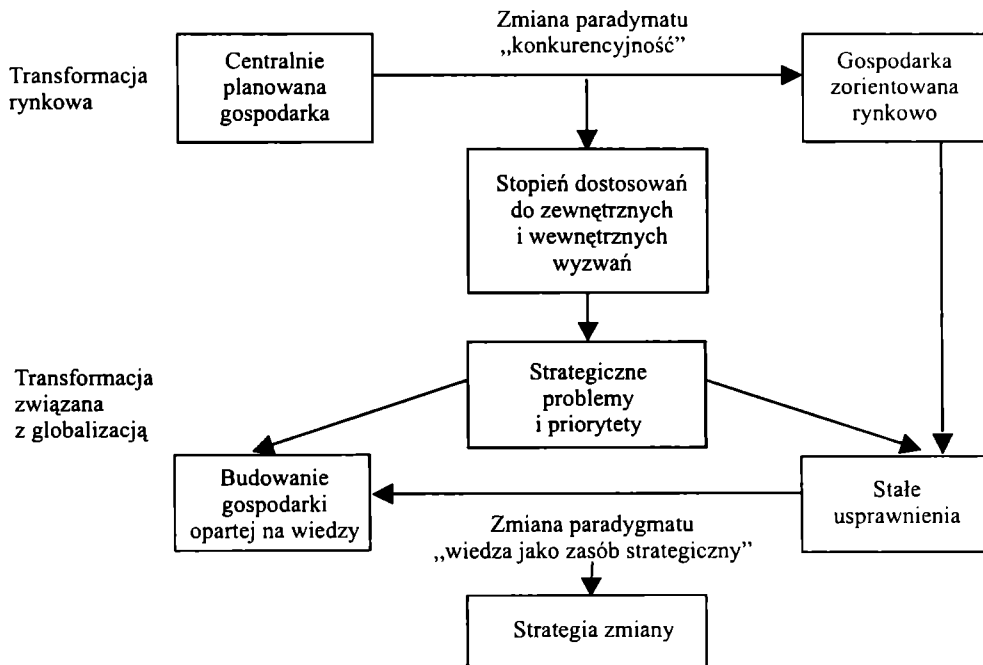 Zmiana paradymatu
„konkurencyjność”
Transformacja
rynkowa
Centralnie
planowana
gospodarka
Gospodarka
zorientowana
rynkowo
Stopień dostosowań
do zewnętrznych
i wewnętrznych
wyzwań
Transformacja
związana
z globalizacją
Strategiczne
problemy
i priorytety
Budowanie
gospodarki
opartej na wiedzy
Stałe
usprawnienia
Zmiana paradygmatu
„wiedza jako zasób strategiczny”
Strategia zmiany